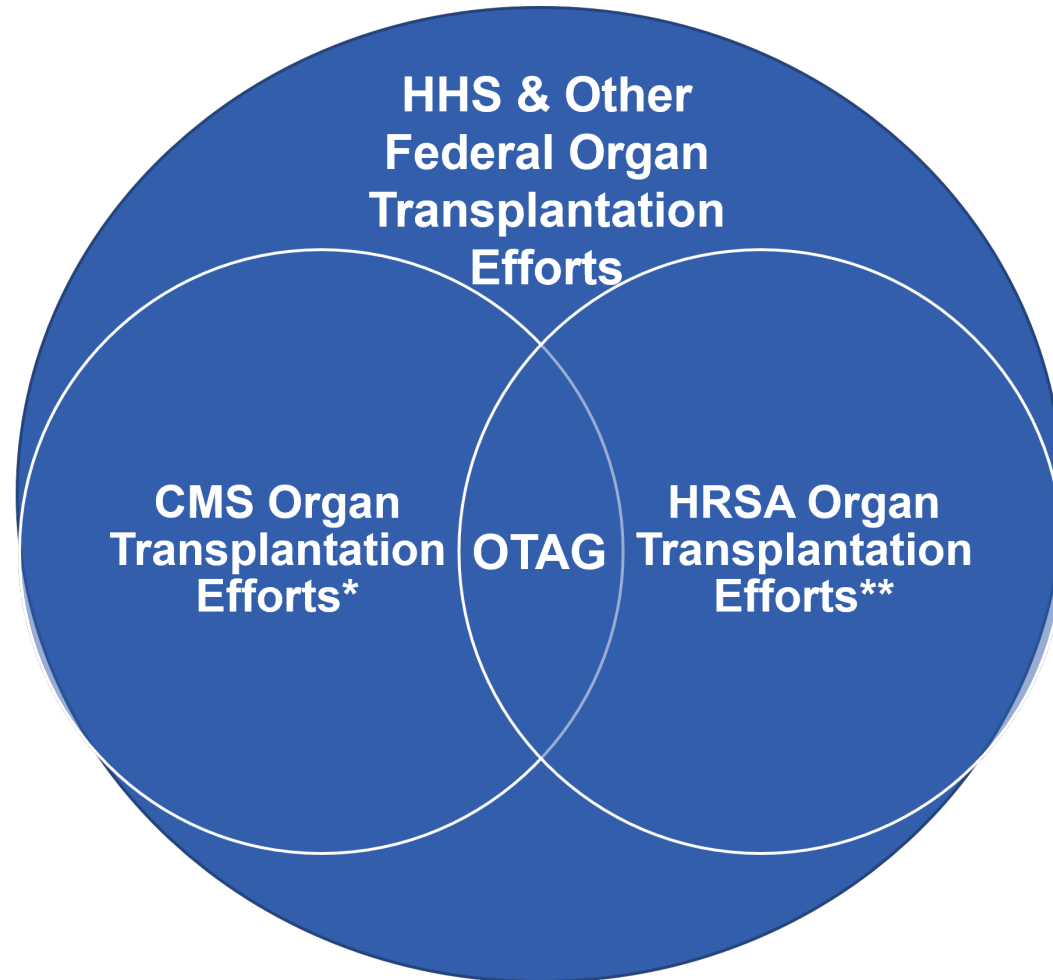 HHS & Other
Federal Organ
Transplantation
Efforts
CMS Organ
Transplantation
Efforts*
OTAG
HRSA Organ
Transplantation
Efforts**